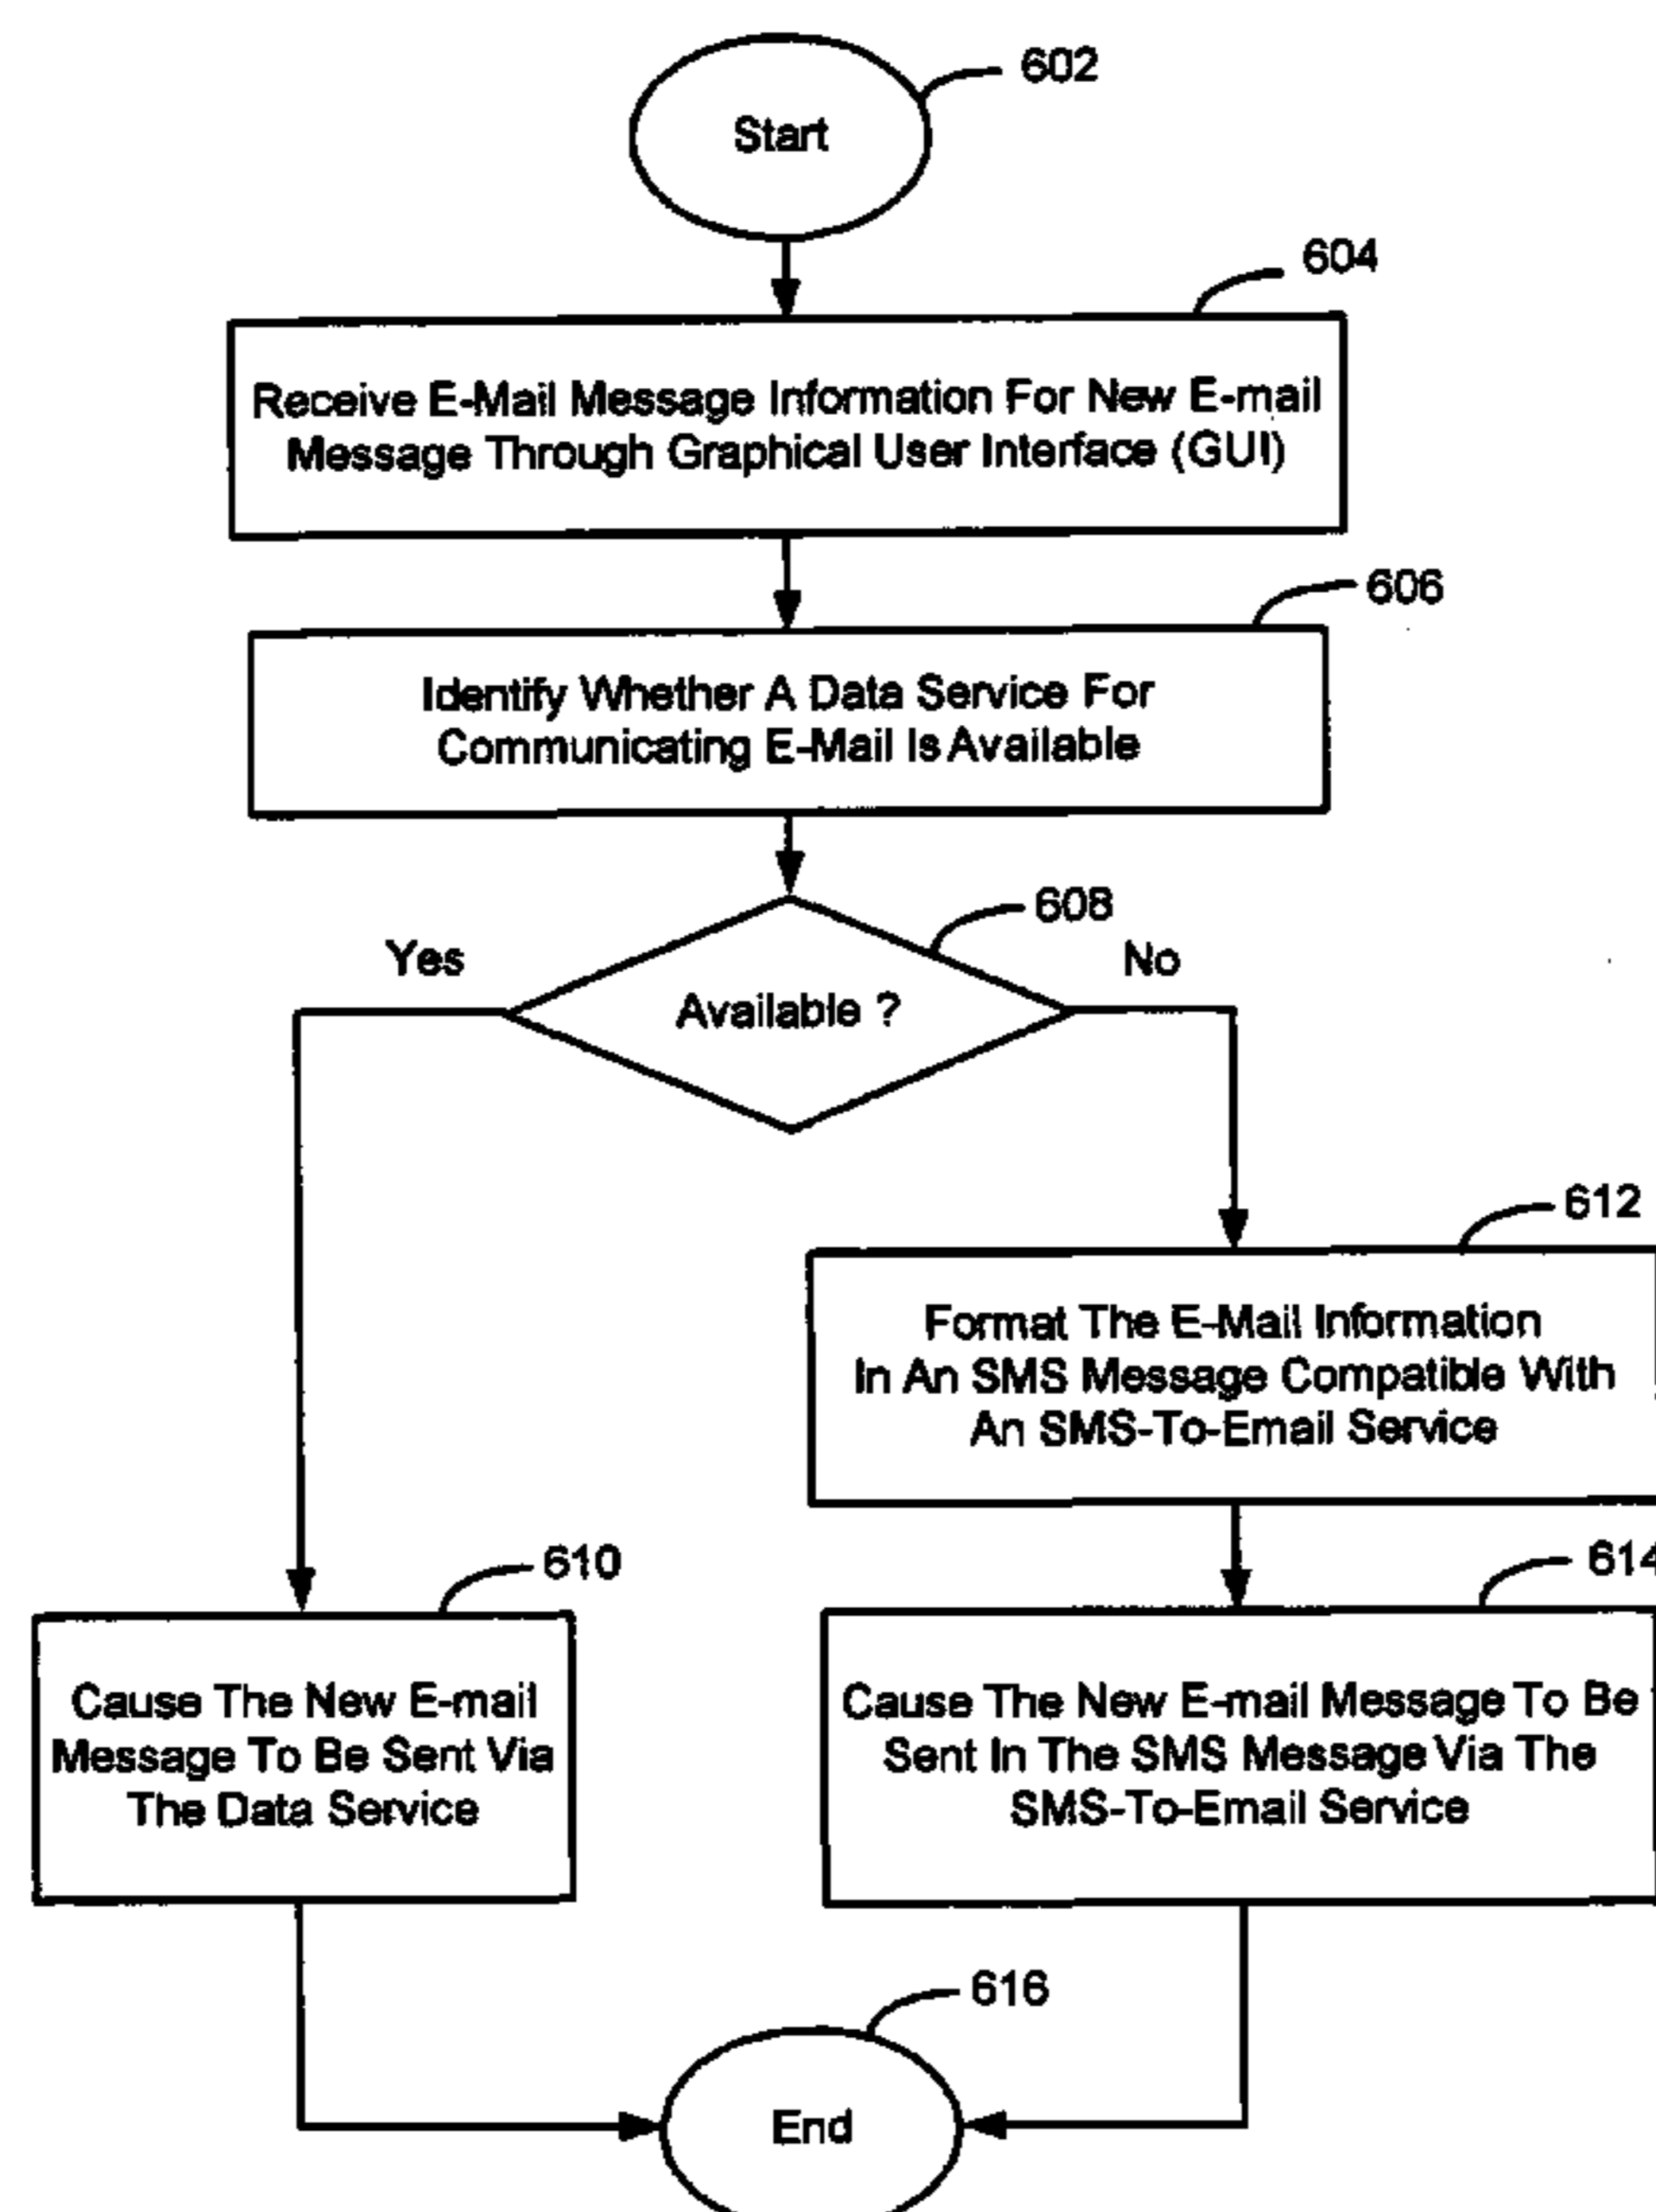 602
Start
604
Receive E-Mail Message Information For New E-mail
Message Through Graphical User Interface (GUI)
606
Identify Whether A Data Service For
Communicating E-Mail Is Available
608
Yes
No
Available ?
612
Format The E-Mail Information
In An SMS Message Compatible With
An SMS-To-Email Service
610
614
Cause The New E-mail
Message To Be Sent Via
The Data Service
Cause The New E-mail Message To Be
Sent In The SMS Message Via The
SMS-To-Email Service
616
End